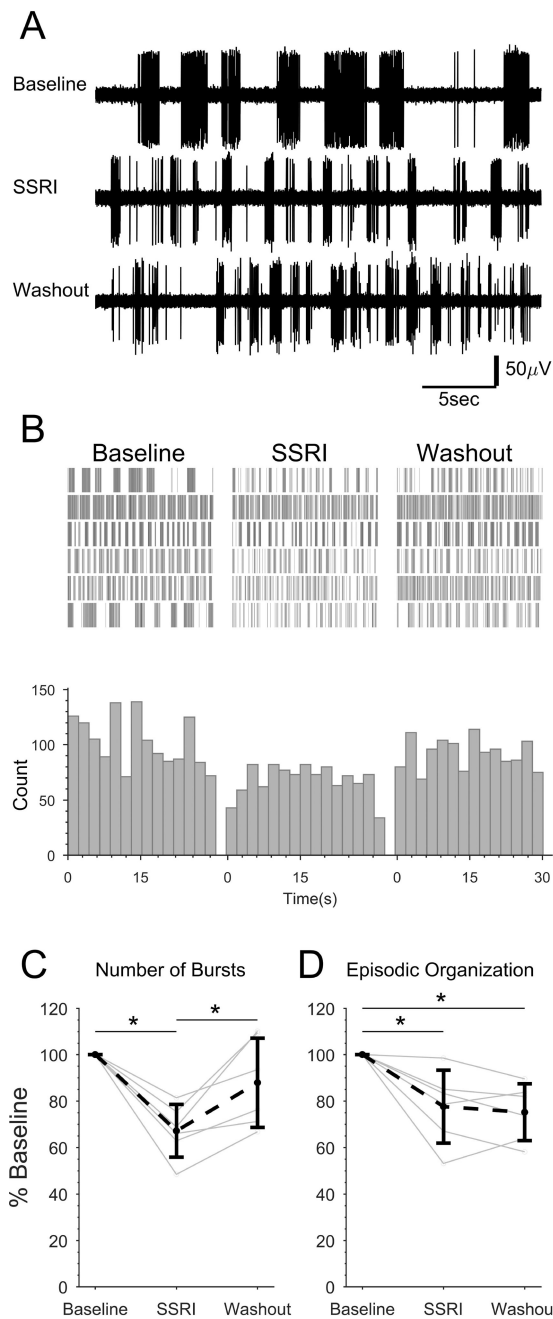 A
Baseline
SSRI
Washout
50μV
5sec
B
Baseline SSRI Washout
150
100
50
0
Count
0 15 0 15 0 15 30
Time(s)
C Number of Bursts
D Episodic Organization
* *
* *
120
100
80
60
40
20
0
% Baseline
Baseline SSRI Washout
120
100
80
60
40
20
0
Baseline SSRI Washou